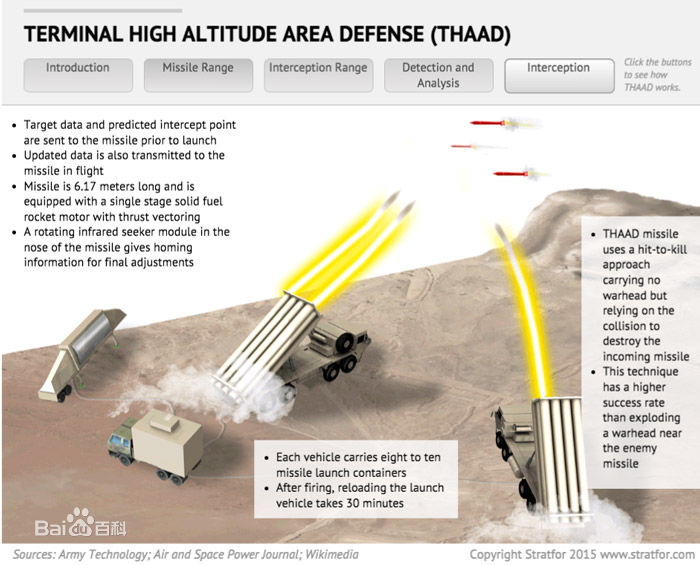 TERMINAL HIGH ALTITUDE AREA DEFENSE (THAAD)
Introduction
Missile Range
Interception Range
Detection and
Analysis
Interception
Click the buttons
to see how
THAAD works.
• Target data and predicted intercept point
are sent to the missile prior to launch
• Updated data is also transmitted to the
missile in flight
• Missile is 6.17 meters long and is
equipped with a single stage solid fuel
rocket motor with thrust vectoring
• A rotating infrared seeker module in the
nose of the missile gives homing
information for final adjustments
• THAAD missile
uses a hit-to-kill
approach
carrying no
warhead but
relying on the
collision to
destroy the
incoming missile
• This technique
has a higher
success rate
than exploding
a warhead near
the enemy
missile
• Each vehicle carries eight to ten
missile launch containers
• After firing, reloading the launch
vehicle takes 30 minutes
Bai du 百科
Sources: Army Technology; Air and Space Power Journal; Wikimedia
Copyright Stratfor 2015 www.stratfor.com